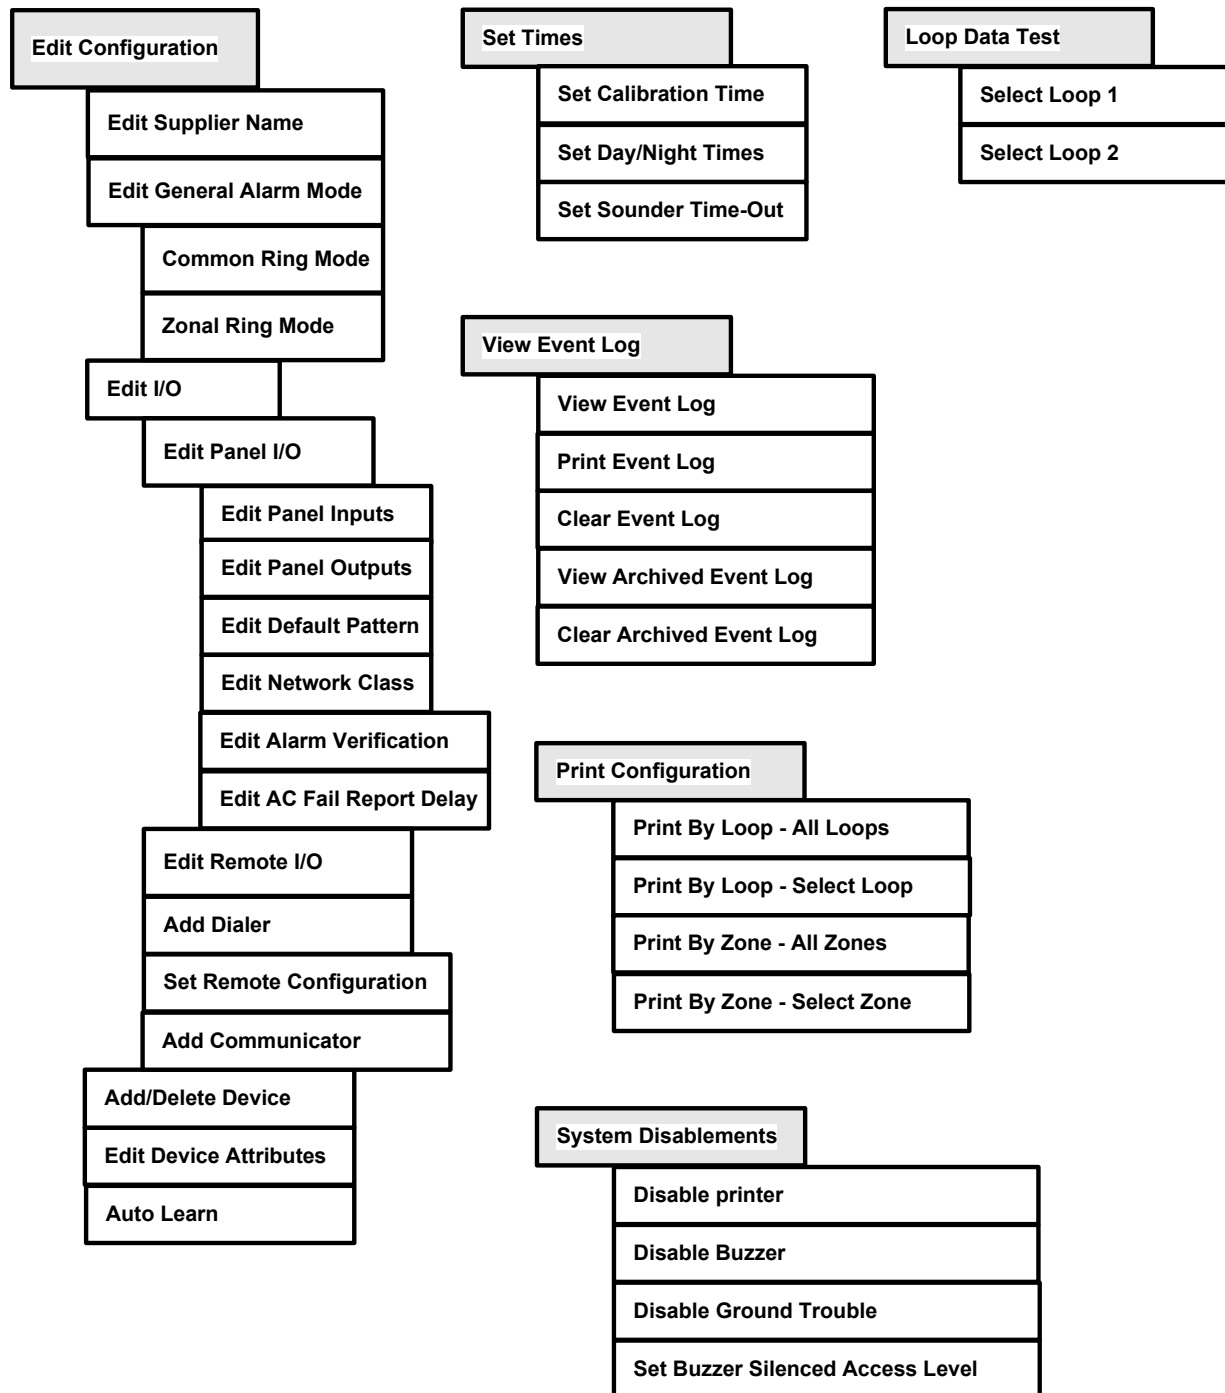 Edit Configuration
Edit Supplier Name
Edit General Alarm Mode
Common Ring Mode
Zonal Ring Mode
Edit I/O
Edit Panel I/O
Edit Panel Inputs
Edit Panel Outputs
Edit Default Pattern
Edit Network Class
Edit Alarm Verification
Edit AC Fail Report Delay
Edit Remote I/O
Add Dialer
Set Remote Configuration
Add Communicator
Add/Delete Device
Edit Device Attributes
Auto Learn
Set Times
Set Calibration Time
Set Day/Night Times
Set Sounder Time-Out
View Event Log
View Event Log
Print Event Log
Clear Event Log
View Archived Event Log
Clear Archived Event Log
Print Configuration
Print By Loop - All Loops
Print By Loop - Select Loop
Print By Zone - All Zones
Print By Zone - Select Zone
System Disablements
Disable printer
Disable Buzzer
Disable Ground Trouble
Set Buzzer Silenced Access Level
Loop Data Test
Select Loop 1
Select Loop 2